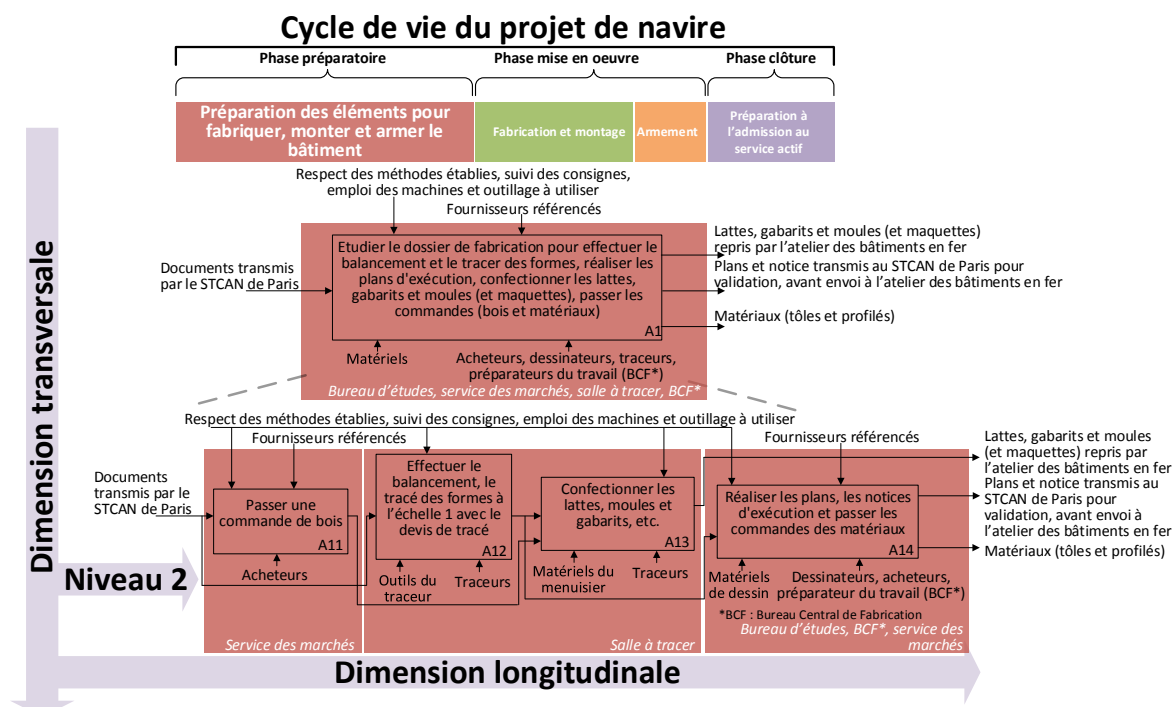 Cycle de vie du projet de navire
Phase préparatoire
Phase mise en oeuvre
Phase clôture
Préparation des éléments pour
fabriquer, monter et armer le
bâtiment
Fabrication et montage
Armement
Préparation à
l'admission au
service actif
Respect des méthodes établies, suivi des consignes,
emploi des machines et outillage à utiliser
Fournisseurs référencés
Documents transmis
par le STCAN de Paris
Etudier le dossier de fabrication pour effectuer le
balancement et le tracer des formes, réaliser les
plans d'exécution, confectionner les lattes,
gabarits et moules (et maquettes), passer les
commandes (bois et matériaux)
A1
Lattes, gabarits et moules (et maquettes)
repris par l'atelier des bâtiments en fer
Plans et notice transmis au STCAN de Paris pour
validation, avant envoi à l'atelier des bâtiments en fer
Matériaux (tôles et profilés)
Matériels
Acheteurs, dessinateurs, traceurs,
préparateurs du travail (BCF*)
Bureau d'études, service des marchés, salle à tracer, BCF*
Dimension transversale
Respect des méthodes établies, suivi des consignes, emploi des machines et outillage à utiliser
Fournisseurs référencés
Fournisseurs référencés
Documents
transmis par le
STCAN de Paris
Passer une
commande de bois
A11
Acheteurs
Effectuer le
balancement, le
tracé des formes à
l'échelle 1 avec le
devis de tracé
A12
Outils du
traceur
Traceurs
Confectionner les
lattes, moules et
gabarits, etc.
A13
Matériels du
menuisier
Traceurs
Réaliser les plans, les notices
d'exécution et passer les
commandes des matériaux
A14
Matériels
de dessin
Dessinateurs, acheteurs,
préparateur du travail (BCF*)
*BCF : Bureau Central de Fabrication
Lattes, gabarits et moules
(et maquettes) repris par
l'atelier des bâtiments en fer
Plans et notice transmis au
STCAN de Paris pour
validation, avant envoi à
l'atelier des bâtiments en fer
Matériaux (tôles et profilés)
Niveau 2
Service des marchés
Salle à tracer
Bureau d'études, BCF*, service des
marchés
Dimension longitudinale